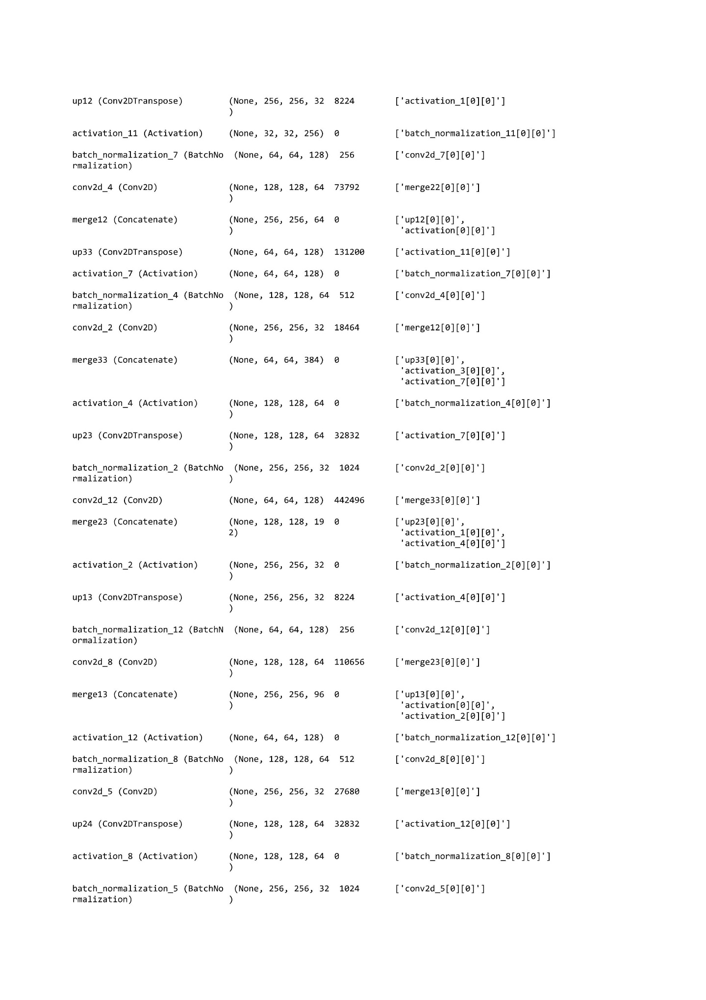 up12 (Conv2DTranspose) (None, 256, 256, 32 8224 ['activation_1[0][0]']
)
activation_11 (Activation) (None, 32, 32, 256) 0 ['batch_normalization_11[0][0]']
batch_normalization_7 (BatchNo (None, 64, 64, 128) 256 ['conv2d_7[0][0]']
rmalization)
conv2d_4 (Conv2D) (None, 128, 128, 64 73792 ['merge22[0][0]']
)
merge12 (Concatenate) (None, 256, 256, 64 0 ['up12[0][0]',
) 'activation[0][0]']
up33 (Conv2DTranspose) (None, 64, 64, 128) 131200 ['activation_11[0][0]']
activation_7 (Activation) (None, 64, 64, 128) 0 ['batch_normalization_7[0][0]']
batch_normalization_4 (BatchNo (None, 128, 128, 64 512 ['conv2d_4[0][0]']
rmalization) )
conv2d_2 (Conv2D) (None, 256, 256, 32 18464 ['merge12[0][0]']
)
merge33 (Concatenate) (None, 64, 64, 384) 0 ['up33[0][0]',
'activation_3[0][0]',
'activation_7[0][0]']
activation_4 (Activation) (None, 128, 128, 64 0 ['batch_normalization_4[0][0]']
)
up23 (Conv2DTranspose) (None, 128, 128, 64 32832 ['activation_7[0][0]']
)
batch_normalization_2 (BatchNo (None, 256, 256, 32 1024 ['conv2d_2[0][0]']
rmalization) )
conv2d_12 (Conv2D) (None, 64, 64, 128) 442496 ['merge33[0][0]']
merge23 (Concatenate) (None, 128, 128, 19 0 ['up23[0][0]',
2) 'activation_1[0][0]',
'activation_4[0][0]']
activation_2 (Activation) (None, 256, 256, 32 0 ['batch_normalization_2[0][0]']
)
up13 (Conv2DTranspose) (None, 256, 256, 32 8224 ['activation_4[0][0]']
)
batch_normalization_12 (BatchN (None, 64, 64, 128) 256 ['conv2d_12[0][0]']
ormalization)
conv2d_8 (Conv2D) (None, 128, 128, 64 110656 ['merge23[0][0]']
)
merge13 (Concatenate) (None, 256, 256, 96 0 ['up13[0][0]',
) 'activation[0][0]',
'activation_2[0][0]']
activation_12 (Activation) (None, 64, 64, 128) 0 ['batch_normalization_12[0][0]']
batch_normalization_8 (BatchNo (None, 128, 128, 64 512 ['conv2d_8[0][0]']
rmalization) )
conv2d_5 (Conv2D) (None, 256, 256, 32 27680 ['merge13[0][0]']
)
up24 (Conv2DTranspose) (None, 128, 128, 64 32832 ['activation_12[0][0]']
)
activation_8 (Activation) (None, 128, 128, 64 0 ['batch_normalization_8[0][0]']
)
batch_normalization_5 (BatchNo (None, 256, 256, 32 1024 ['conv2d_5[0][0]']
rmalization) )